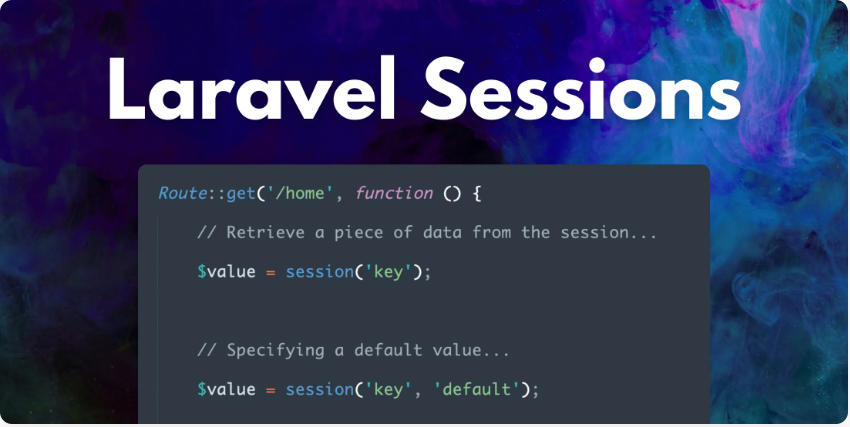 Laravel Sessions
Route::get('/home', function () {
// Retrieve a piece of data from the session...
$value = session('key');
// Specifying a default value...
$value = session('key', 'default');